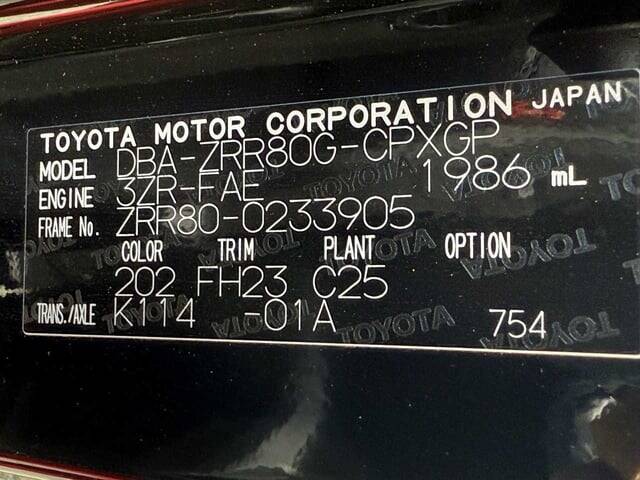 TOYOTA MOTOR CORPORATION JAPAN
MODEL DBA-ZRR80G-CPXGP
ENGINE 3ZR-FAE 1986 mL
FRAME No. ZRR80-0233905
COLOR TRIM PLANT OPTION
202 FH23 C25
TRANS./AXLE K114 -01A 754